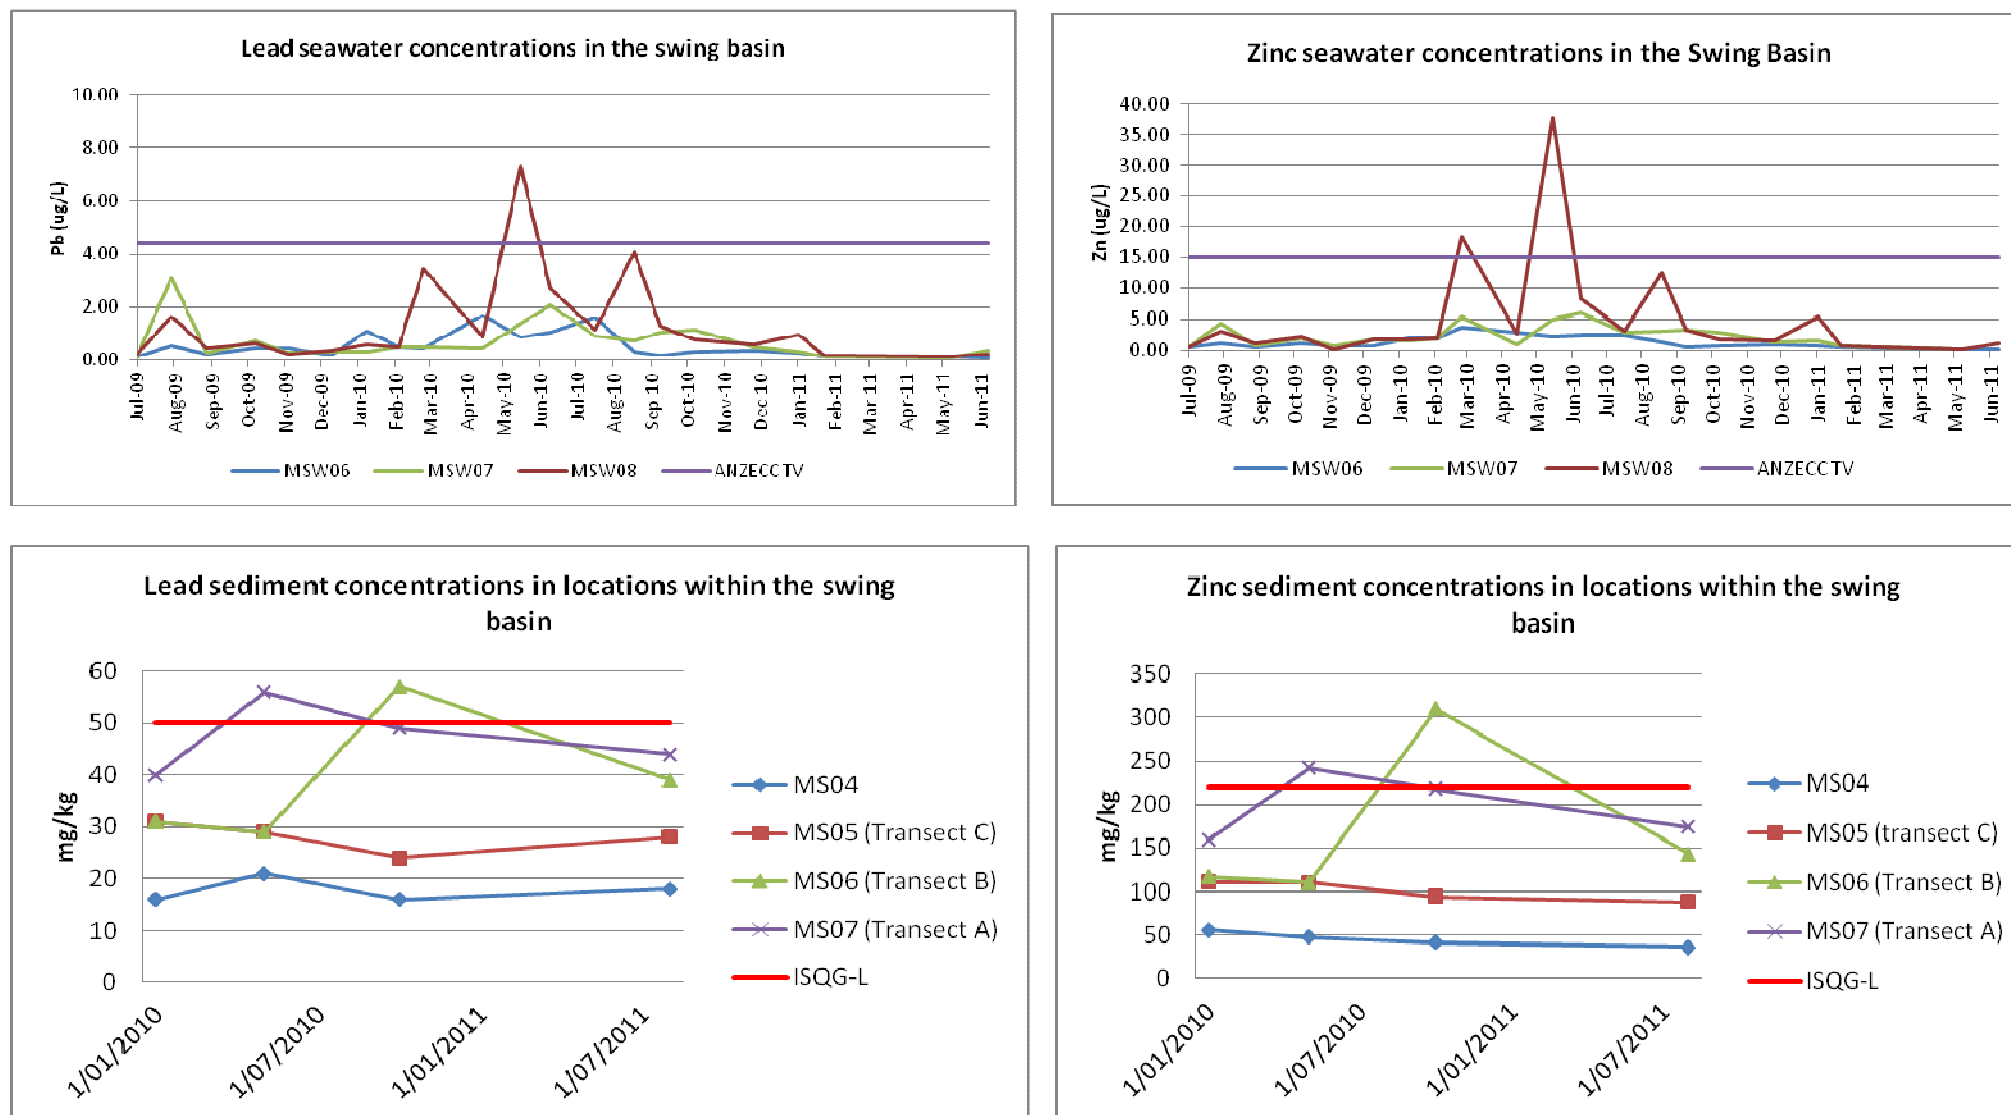 Lead seawater concentrations in the swing basin
10.00
8.00
6.00
4.00
2.00
0.00
Pb (ug/L)
Jul-09
Aug-09
Sep-09
Oct-09
Nov-09
Dec-09
Jan-10
Feb-10
Mar-10
Apr-10
May-10
Jun-10
Jul-10
Aug-10
Sep-10
Oct-10
Nov-10
Dec-10
Jan-11
Feb-11
Mar-11
Apr-11
May-11
Jun-11
MSW06 MSW07 MSW08 ANZECC TV
Zinc seawater concentrations in the Swing Basin
40.00
35.00
30.00
25.00
20.00
15.00
10.00
5.00
0.00
Zn (ug/L)
Jul-09
Aug-09
Sep-09
Oct-09
Nov-09
Dec-09
Jan-10
Feb-10
Mar-10
Apr-10
May-10
Jun-10
Jul-10
Aug-10
Sep-10
Oct-10
Nov-10
Dec-10
Jan-11
Feb-11
Mar-11
Apr-11
May-11
Jun-11
MSW06 MSW07 MSW08 ANZECC TV
Lead sediment concentrations in locations within the swing
basin
60
50
40
30
20
10
0
mg/kg
1/01/2010
1/07/2010
1/01/2011
1/07/2011
MS04
MS05 (Transect C)
MS06 (Transect B)
MS07 (Transect A)
ISQG-L
Zinc sediment concentrations in locations within the swing
basin
350
300
250
200
150
100
50
0
mg/kg
1/01/2010
1/07/2010
1/01/2011
1/07/2011
MS04
MS05 (transect C)
MS06 (Transect B)
MS07 (Transect A)
ISQG-L